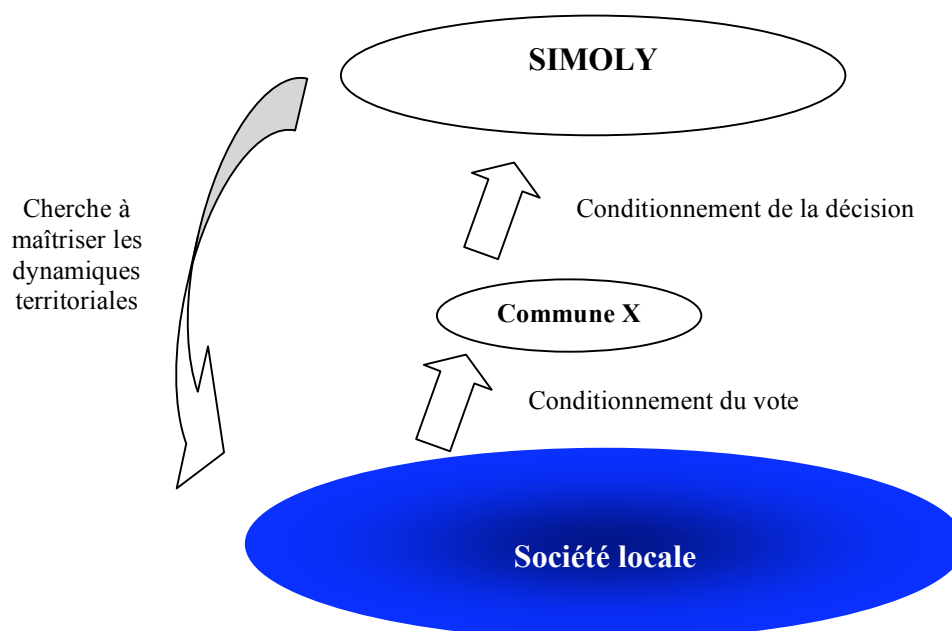 SIMOLY
Cherche à
maîtriser les
dynamiques
territoriales
Conditionnement de la décision
Commune X
Conditionnement du vote
Société locale